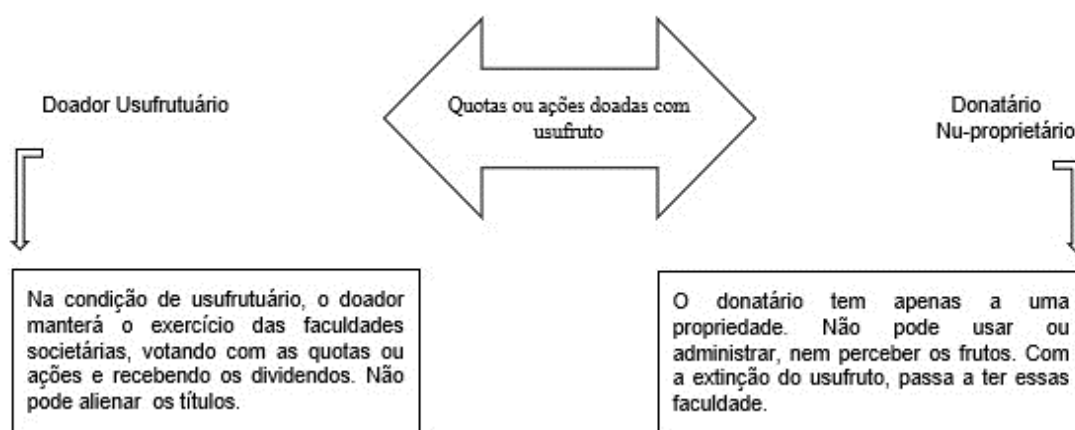 Doador Usufrutuário
Quotas ou ações doadas com
usufruto
Donatário
Nu-proprietário
Na condição de usufrutuário, o doador
manterá o exercício das faculdades
societárias, votando com as quotas ou
ações e recebendo os dividendos. Não
pode alienar os títulos.
O donatário tem apenas a uma
propriedade. Não pode usar ou
administrar, nem perceber os frutos. Com
a extinção do usufruto, passa a ter essas
faculdade.